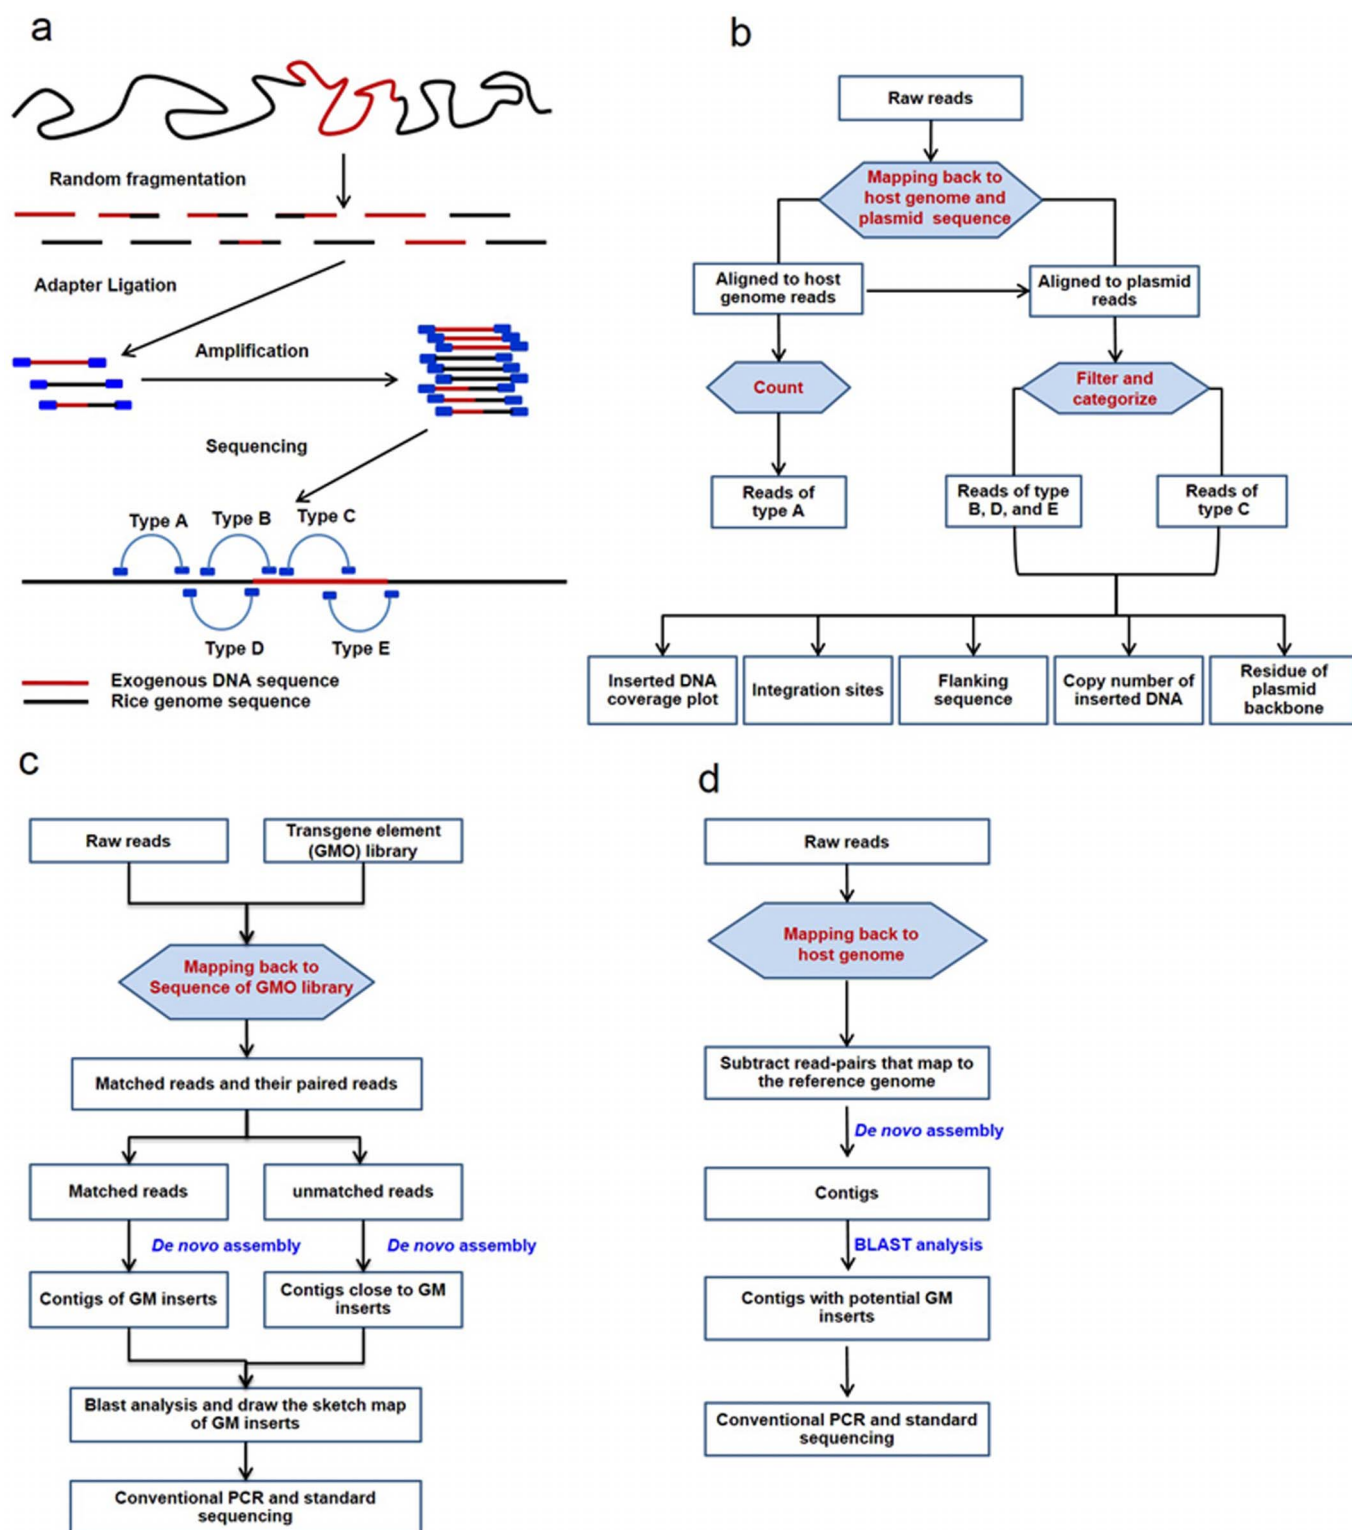 a
Random fragmentation
Adapter Ligation
Amplification
Sequencing
Type A
Type B
Type C
Type D
Type E
Exogenous DNA sequence
Rice genome sequence
b
Raw reads
Mapping back to
host genome and
plasmid sequence
Aligned to host
genome reads
Aligned to plasmid
reads
Count
Filter and
categorize
Reads of
type A
Reads of type
B, D, and E
Reads of
type C
Inserted DNA
coverage plot
Integration sites
Flanking
sequence
Copy number of
inserted DNA
Residue of
plasmid
backbone
c
Raw reads
Transgene element
(GMO) library
Mapping back to
Sequence of GMO library
Matched reads and their paired reads
Matched reads
unmatched reads
De novo assembly
De novo assembly
Contigs of GM inserts
Contigs close to GM
inserts
Blast analysis and draw the sketch map
of GM inserts
Conventional PCR and standard
sequencing
d
Raw reads
Mapping back to
host genome
Subtract read-pairs that map to
the reference genome
De novo assembly
Contigs
BLAST analysis
Contigs with potential GM
inserts
Conventional PCR and standard
sequencing